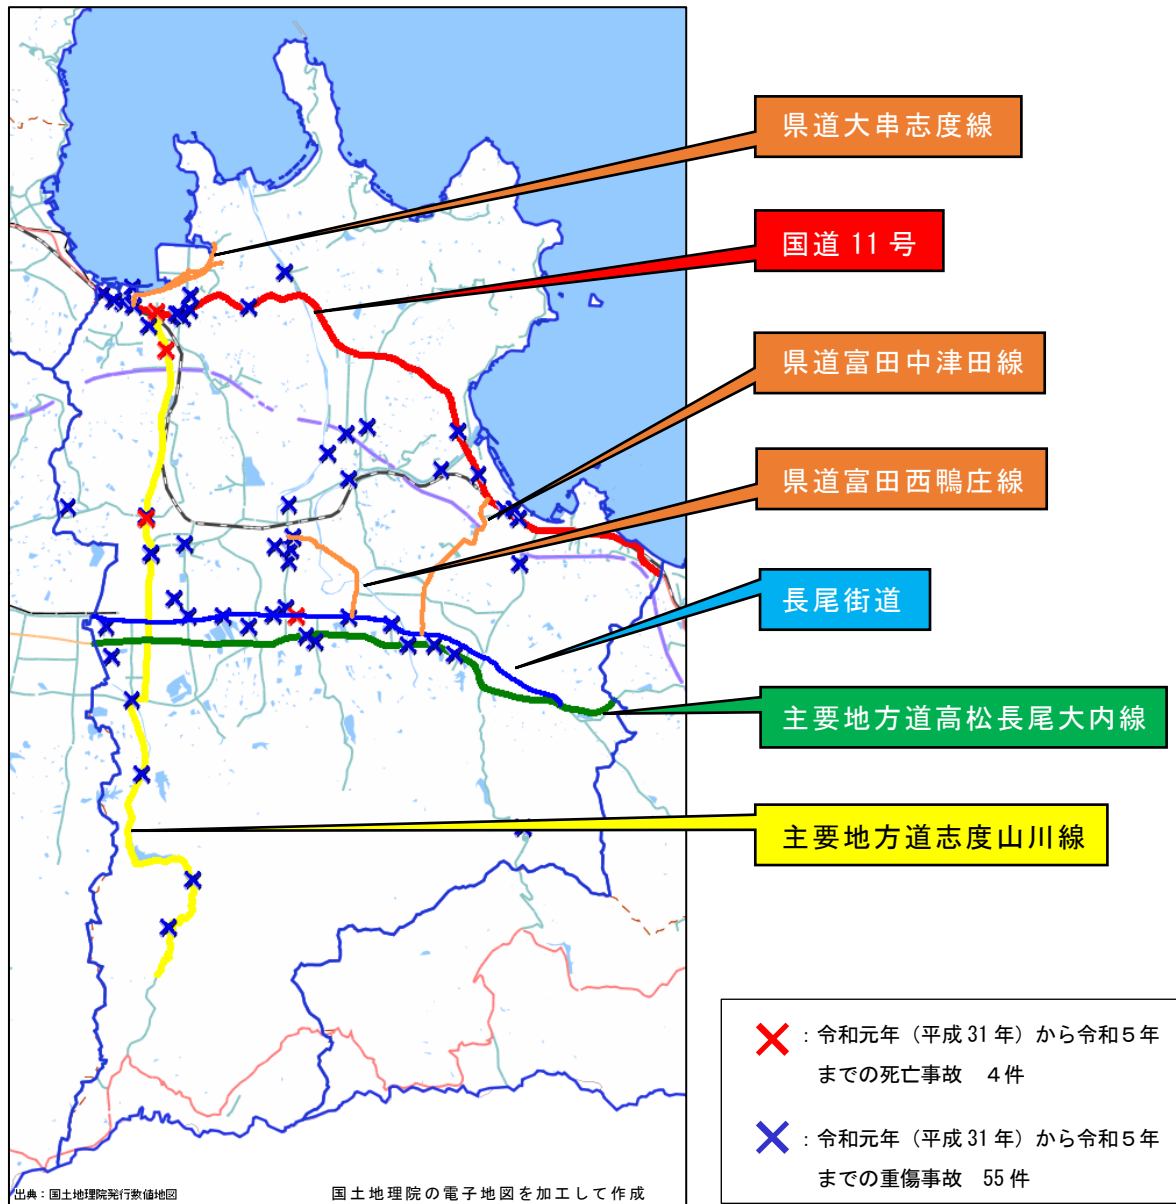 県道大串志度線
国道 11 号
県道富田中津田線
県道富田西鴨庄線
長尾街道
主要地方道高松長尾大内線
主要地方道志度山川線
：令和元年（平成 31 年）から令和５年
までの死亡事故　４件
：令和元年（平成 31 年）から令和５年
までの重傷事故　55 件
出典：国土地理院発行数値地図
国土地理院の電子地図を加工して作成